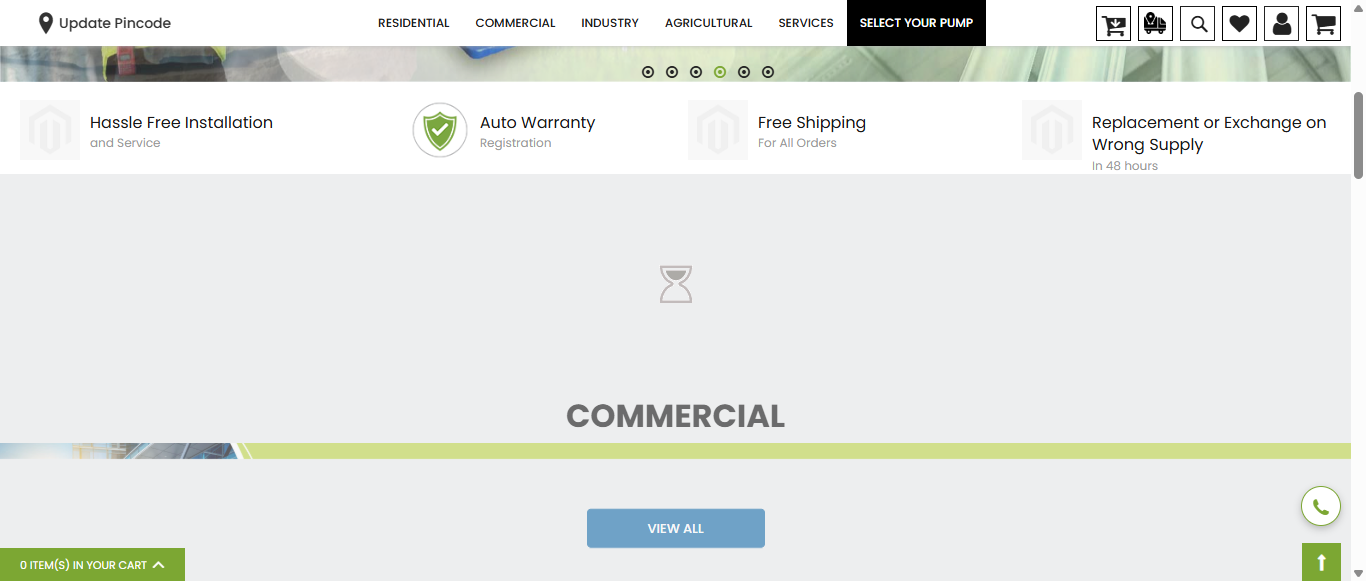 Update Pincode
RESIDENTIAL
COMMERCIAL
INDUSTRY
AGRICULTURAL
SERVICES
SELECT YOUR PUMP
Hassle Free Installation
and Service
Auto Warranty
Registration
Free Shipping
For All Orders
Replacement or Exchange on
Wrong Supply
In 48 hours
COMMERCIAL
VIEW ALL
0 ITEM(S) IN YOUR CART